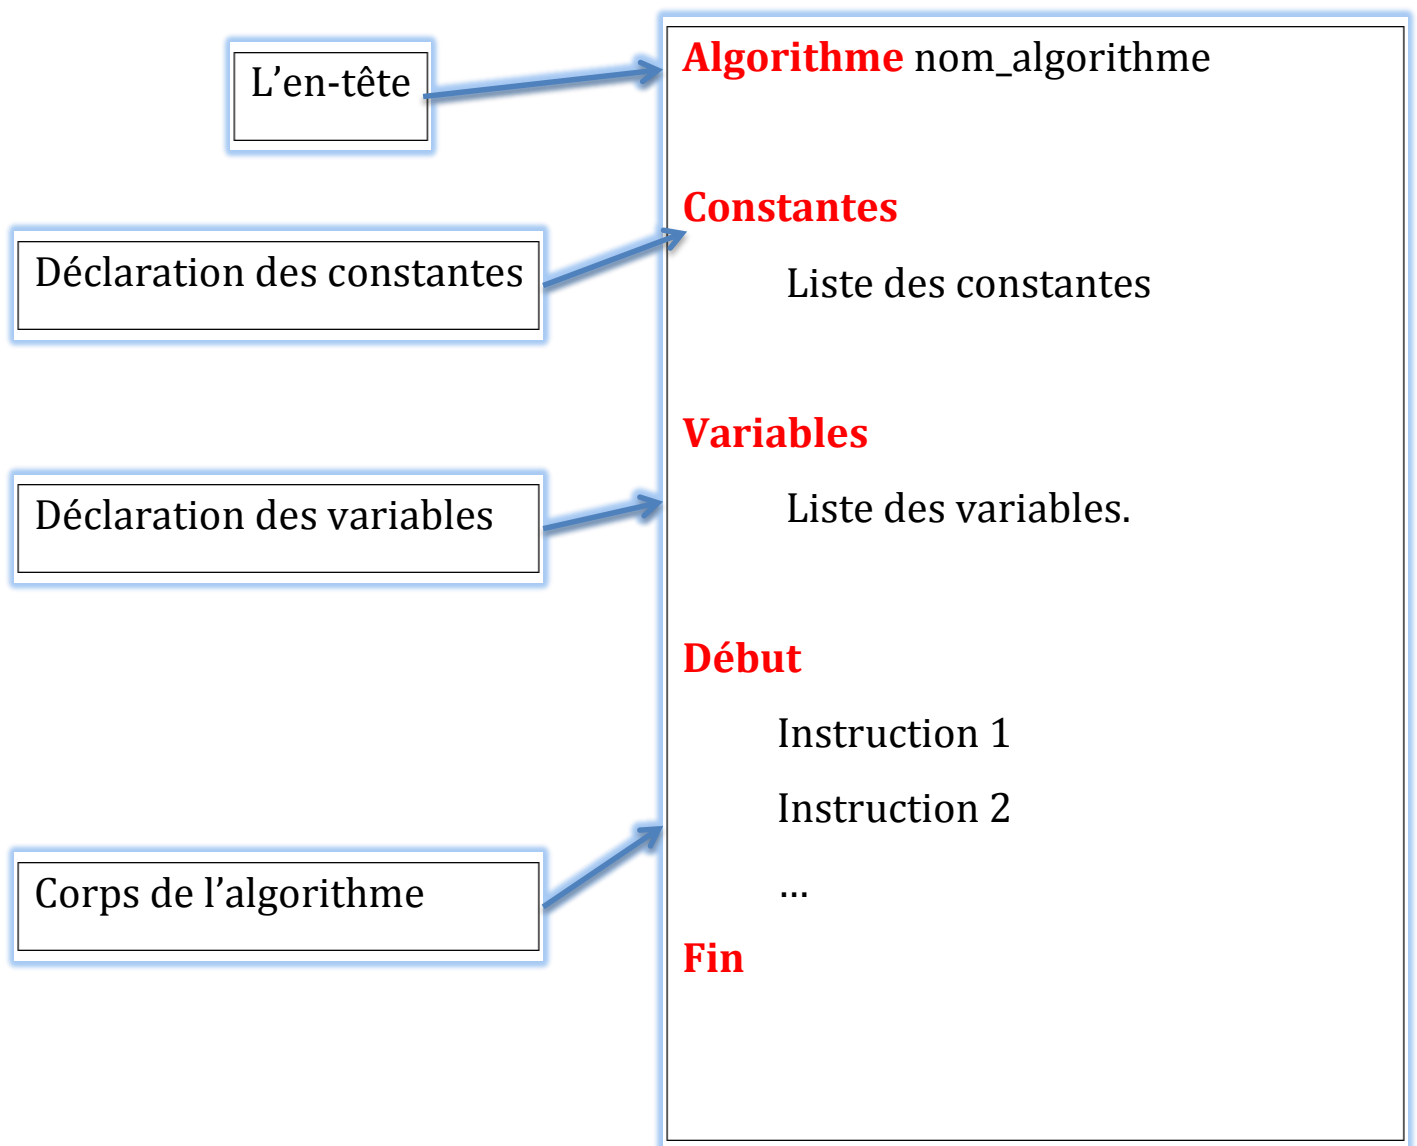 L’en-tête
Algorithme nom_algorithme
Constantes
Déclaration des constantes
Liste des constantes
Variables
Déclaration des variables
Liste des variables.
Début
Instruction 1
Instruction 2
Corps de l’algorithme
…
Fin